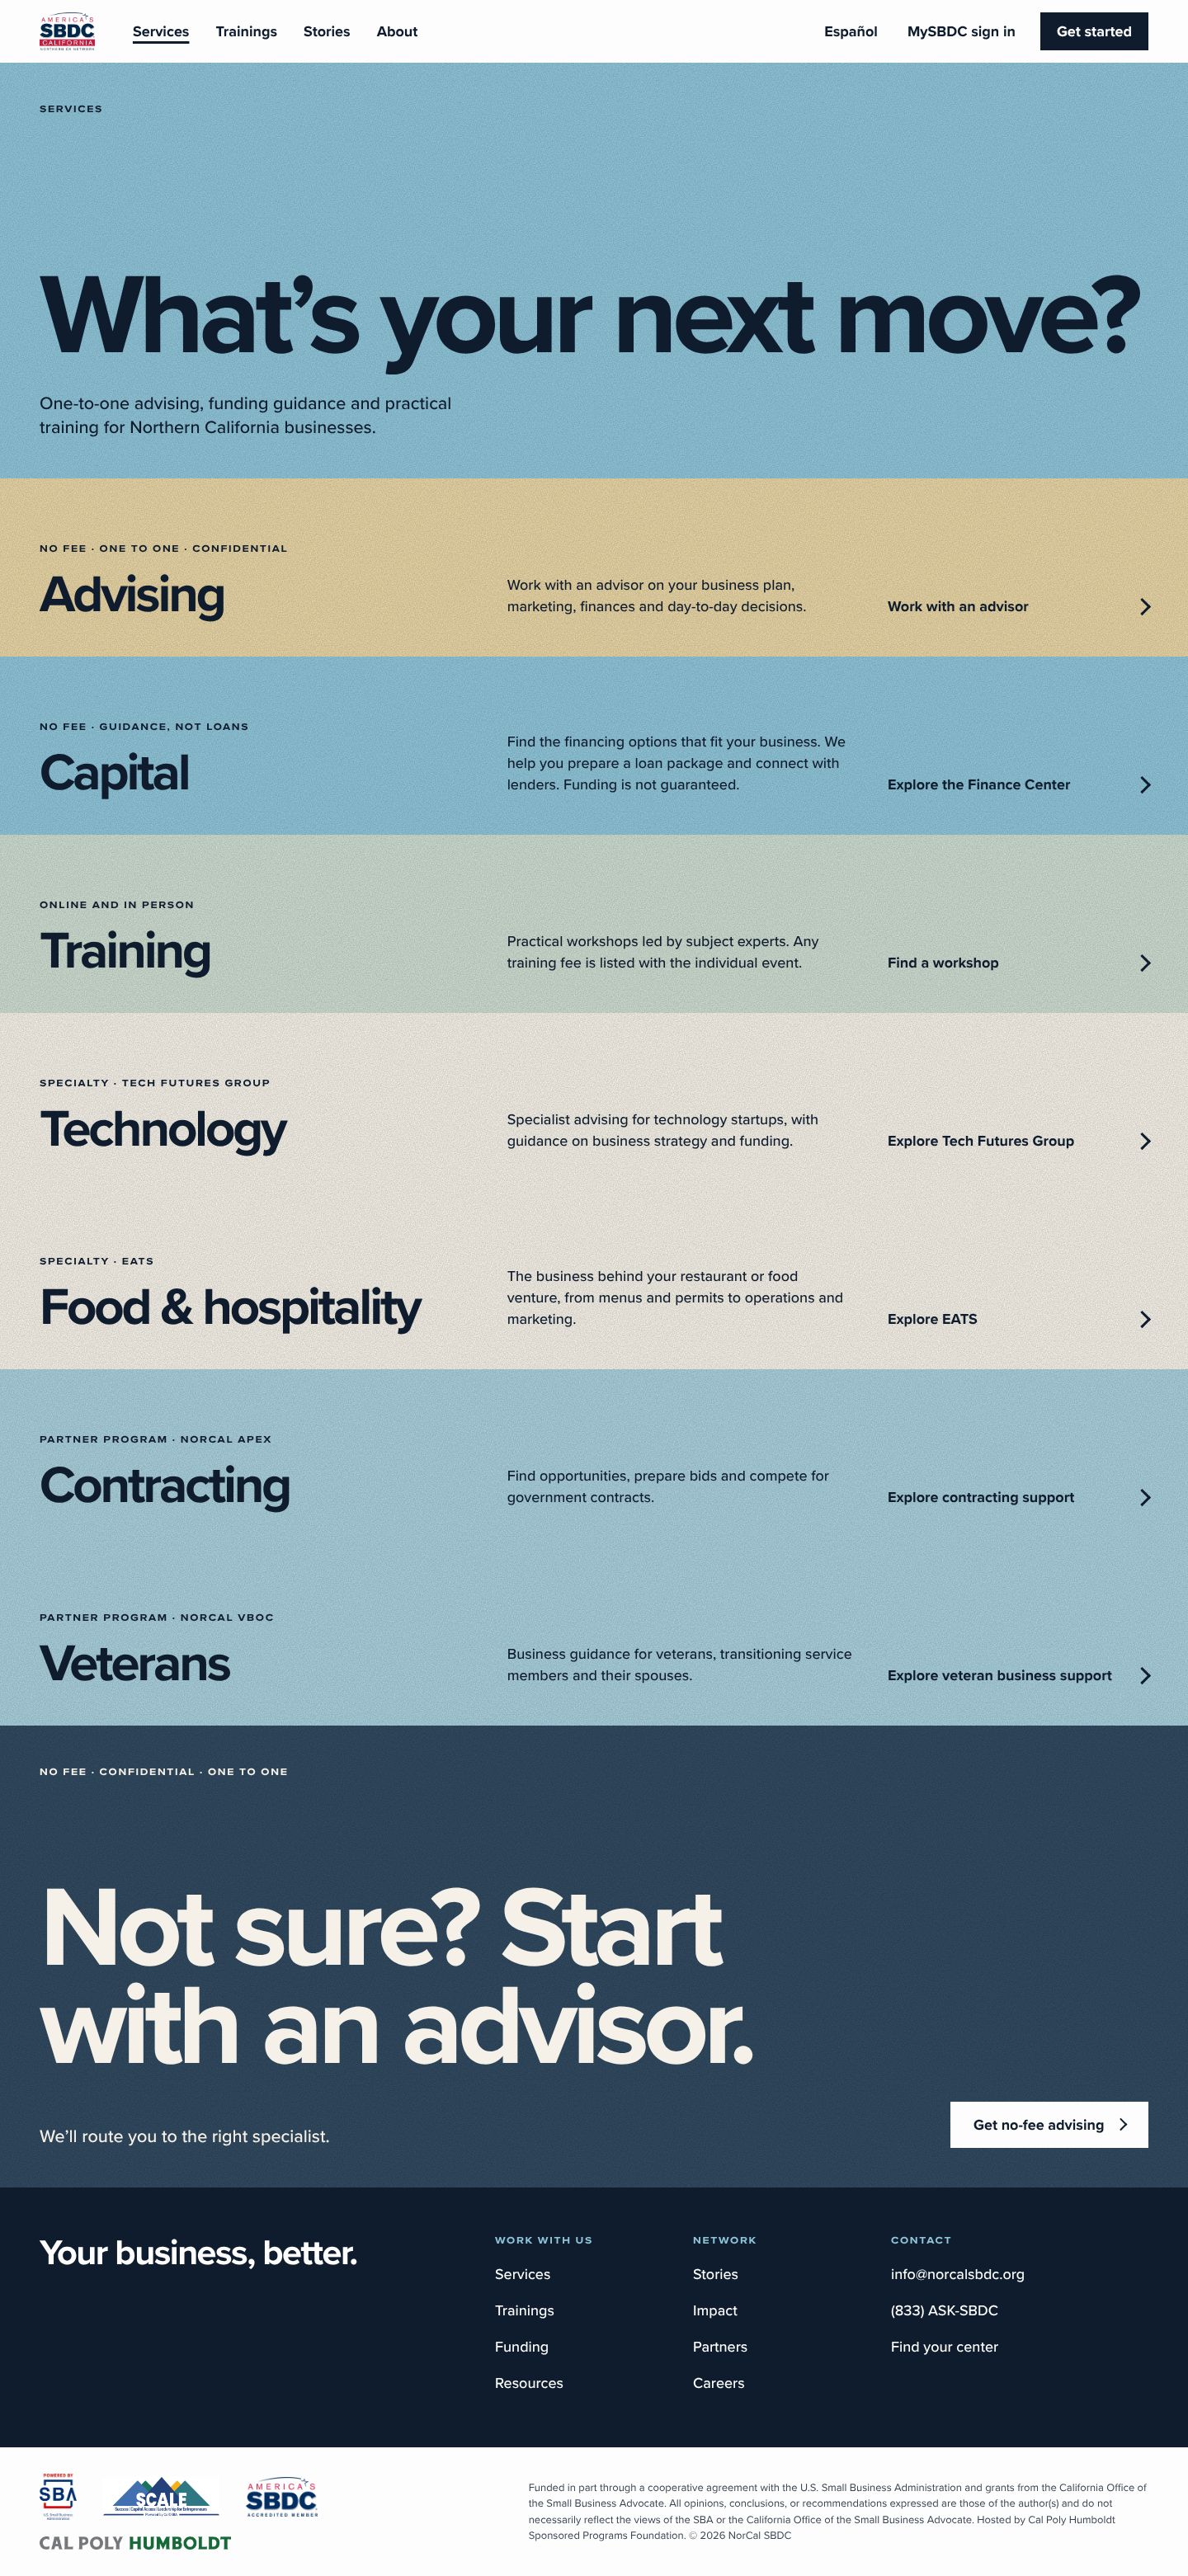 AMERICA'S
SBDC
CALIFORNIA
Services
Trainings
Stories
About
Español
MySBDC sign in
Get started
SERVICES
What's your next move?
One-to-one advising, funding guidance and practical
training for Northern California businesses.
NO FEE · ONE TO ONE · CONFIDENTIAL
Advising
Work with an advisor on your business plan,
marketing, finances and day-to-day decisions.
Work with an advisor
NO FEE · GUIDANCE, NOT LOANS
Capital
Find the financing options that fit your business. We
help you prepare a loan package and connect with
lenders. Funding is not guaranteed.
Explore the Finance Center
ONLINE AND IN PERSON
Training
Practical workshops led by subject experts. Any
training fee is listed with the individual event.
Find a workshop
SPECIALTY · TECH FUTURES GROUP
Technology
Specialist advising for technology startups, with
guidance on business strategy and funding.
Explore Tech Futures Group
SPECIALTY · EATS
Food & hospitality
The business behind your restaurant or food
venture, from menus and permits to operations and
marketing.
Explore EATS
PARTNER PROGRAM · NORCAL APEX
Contracting
Find opportunities, prepare bids and compete for
government contracts.
Explore contracting support
PARTNER PROGRAM · NORCAL VBOC
Veterans
Business guidance for veterans, transitioning service
members and their spouses.
Explore veteran business support
NO FEE · CONFIDENTIAL · ONE TO ONE
Not sure? Start
with an advisor.
We'll route you to the right specialist.
Get no-fee advising
Your business, better.
WORK WITH US
Services
Trainings
Funding
Resources
NETWORK
Stories
Impact
Partners
Careers
CONTACT
info@norcalsbdc.org
(833) ASK-SBDC
Find your center
POWERED BY
SBA
SCALE
AMERICA'S
SBDC
ACCREDITED MEMBER
CAL POLY HUMBOLDT
Funded in part through a cooperative agreement with the U.S. Small Business Administration and grants from the California Office of
the Small Business Advocate. All opinions, conclusions, or recommendations expressed are those of the author(s) and do not
necessarily reflect the views of the SBA or the California Office of the Small Business Advocate. Hosted by Cal Poly Humboldt
Sponsored Programs Foundation. © 2026 NorCal SBDC